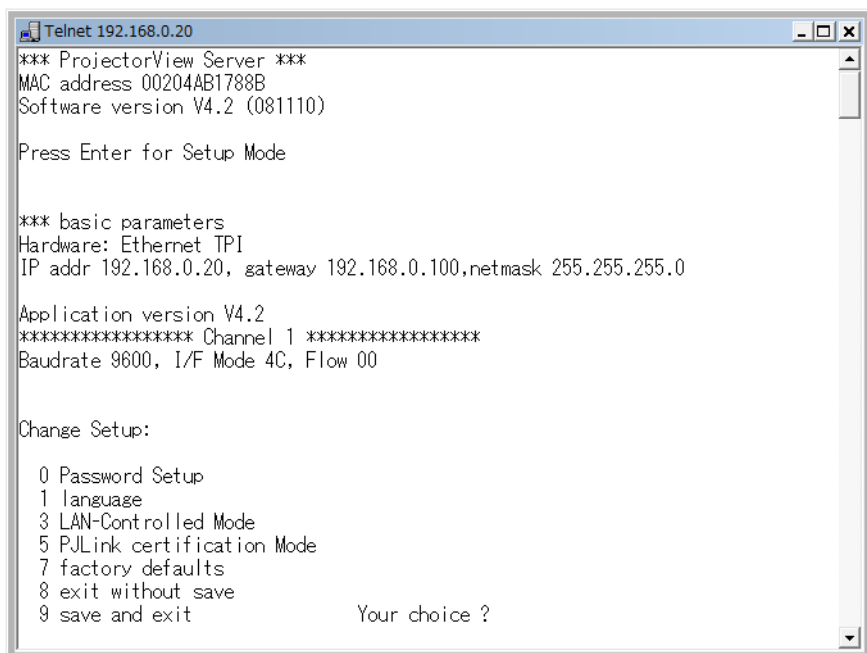 Telnet 192.168.0.20
*** ProjectorView Server ***
MAC address 00204AB1788B
Software version V4.2 (081110)
Press Enter for Setup Mode
*** basic parameters
Hardware: Ethernet TPI
IP addr 192.168.0.20, gateway 192.168.0.100,netmask 255.255.255.0
Application version V4.2
***************** Channel 1 *****************
Baudrate 9600, I/F Mode 4C, Flow 00
Change Setup:
0 Password Setup
1 language
3 LAN-Controlled Mode
5 PJLink certification Mode
7 factory defaults
8 exit without save
9 save and exit Your choice ?